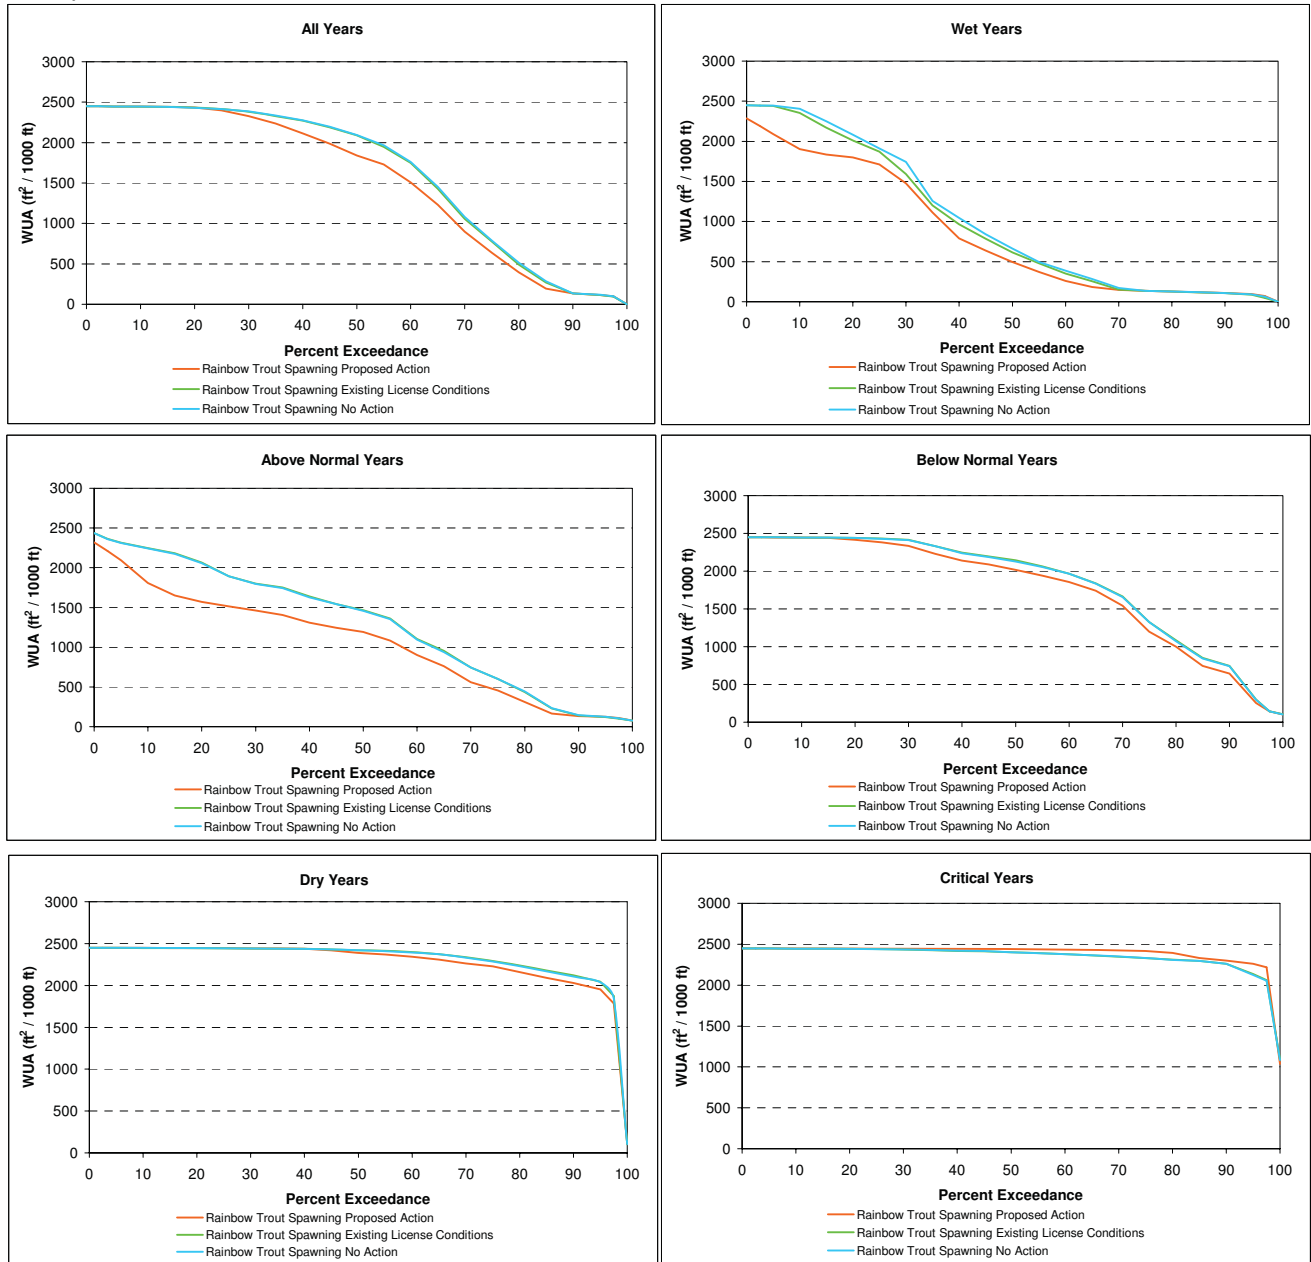 All Years
WUA (ft² / 1000 ft)
3000
2500
2000
1500
1000
500
0
0 10 20 30 40 50 60 70 80 90 100
Percent Exceedance
Rainbow Trout Spawning Proposed Action
Rainbow Trout Spawning Existing License Conditions
Rainbow Trout Spawning No Action
Wet Years
WUA (ft² / 1000 ft)
3000
2500
2000
1500
1000
500
0
0 10 20 30 40 50 60 70 80 90 100
Percent Exceedance
Rainbow Trout Spawning Proposed Action
Rainbow Trout Spawning Existing License Conditions
Rainbow Trout Spawning No Action
Above Normal Years
WUA (ft² / 1000 ft)
3000
2500
2000
1500
1000
500
0
0 10 20 30 40 50 60 70 80 90 100
Percent Exceedance
Rainbow Trout Spawning Proposed Action
Rainbow Trout Spawning Existing License Conditions
Rainbow Trout Spawning No Action
Below Normal Years
WUA (ft² / 1000 ft)
3000
2500
2000
1500
1000
500
0
0 10 20 30 40 50 60 70 80 90 100
Percent Exceedance
Rainbow Trout Spawning Proposed Action
Rainbow Trout Spawning Existing License Conditions
Rainbow Trout Spawning No Action
Dry Years
WUA (ft² / 1000 ft)
3000
2500
2000
1500
1000
500
0
0 10 20 30 40 50 60 70 80 90 100
Percent Exceedance
Rainbow Trout Spawning Proposed Action
Rainbow Trout Spawning Existing License Conditions
Rainbow Trout Spawning No Action
Critical Years
WUA (ft² / 1000 ft)
3000
2500
2000
1500
1000
500
0
0 10 20 30 40 50 60 70 80 90 100
Percent Exceedance
Rainbow Trout Spawning Proposed Action
Rainbow Trout Spawning Existing License Conditions
Rainbow Trout Spawning No Action